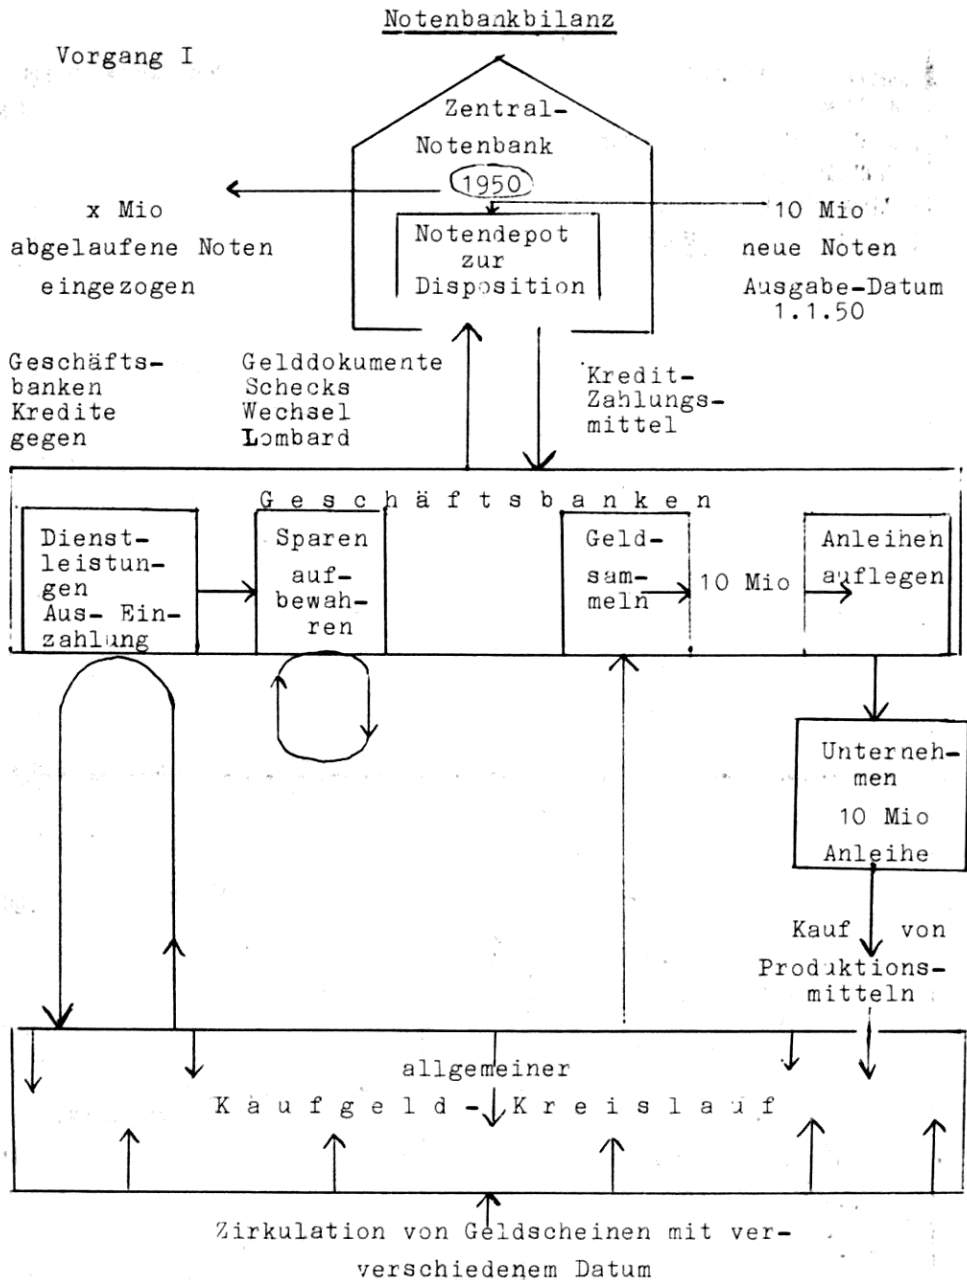 Notenbankbilanz
Vorgang I
Zentral-
Notenbank
1950
x Mio
abgelaufene Noten
eingezogen
Notendepot
zur
Disposition
10 Mio
neue Noten
Ausgabe-Datum
1.1.50
Geschäfts-
banken
Kredite
gegen
Gelddokumente
Schecks
Wechsel
Lombard
Kredit-
Zahlungs-
mittel
Geschäftsbanken
Dienst-
leistun-
gen
Aus- Ein-
zahlung
Sparen
auf-
bewah-
ren
Geld-
sam-
meln
10 Mio
Anleihen
auflegen
Unterneh-
men
10 Mio
Anleihe
Kauf von
Produktions-
mitteln
allgemeiner
Kaufgeld-Kreislauf
Zirkulation von Geldscheinen mit ver-
verschiedenem Datum